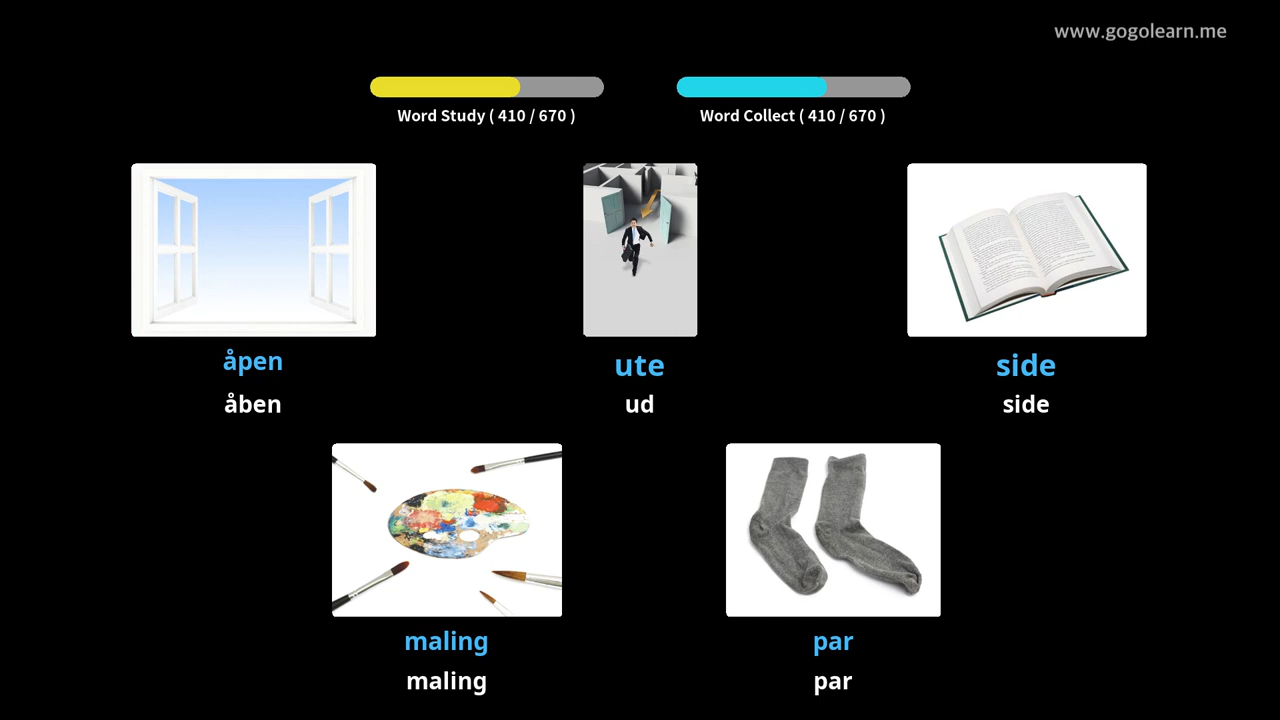 www.gogolearn.me
Word Study ( 410 / 670 )
Word Collect ( 410 / 670 )
åpen
åben
ute
ud
side
side
maling
maling
par
par